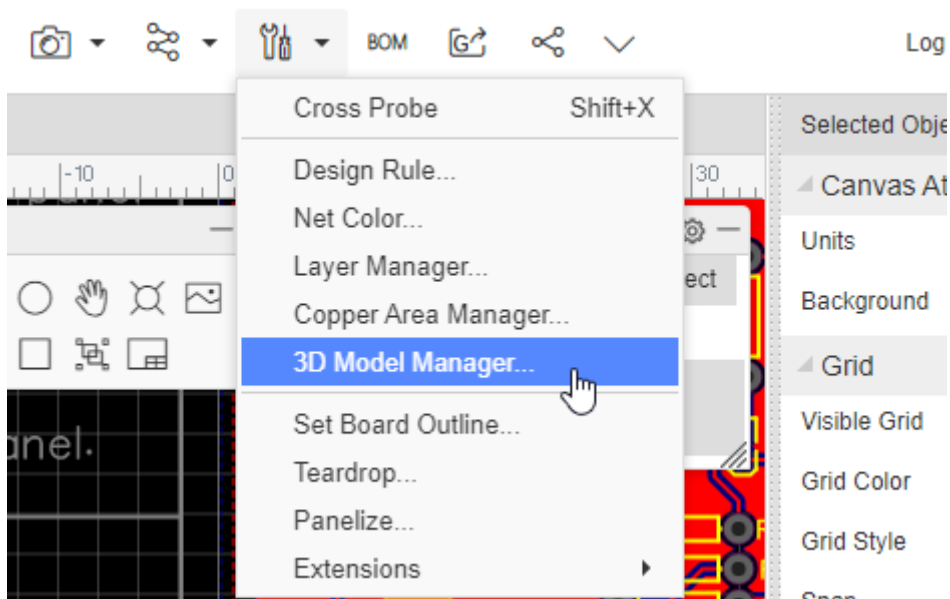 BOM
G
Log
Cross Probe Shift+X
Selected Obje
-10
0
30
panel
Design Rule...
Canvas At
Net Color...
Units
Layer Manager...
ect
Background
Copper Area Manager...
3D Model Manager...
Grid
Set Board Outline...
Visible Grid
anel.
Teardrop...
Grid Color
Panelize...
Grid Style
Extensions
Snap